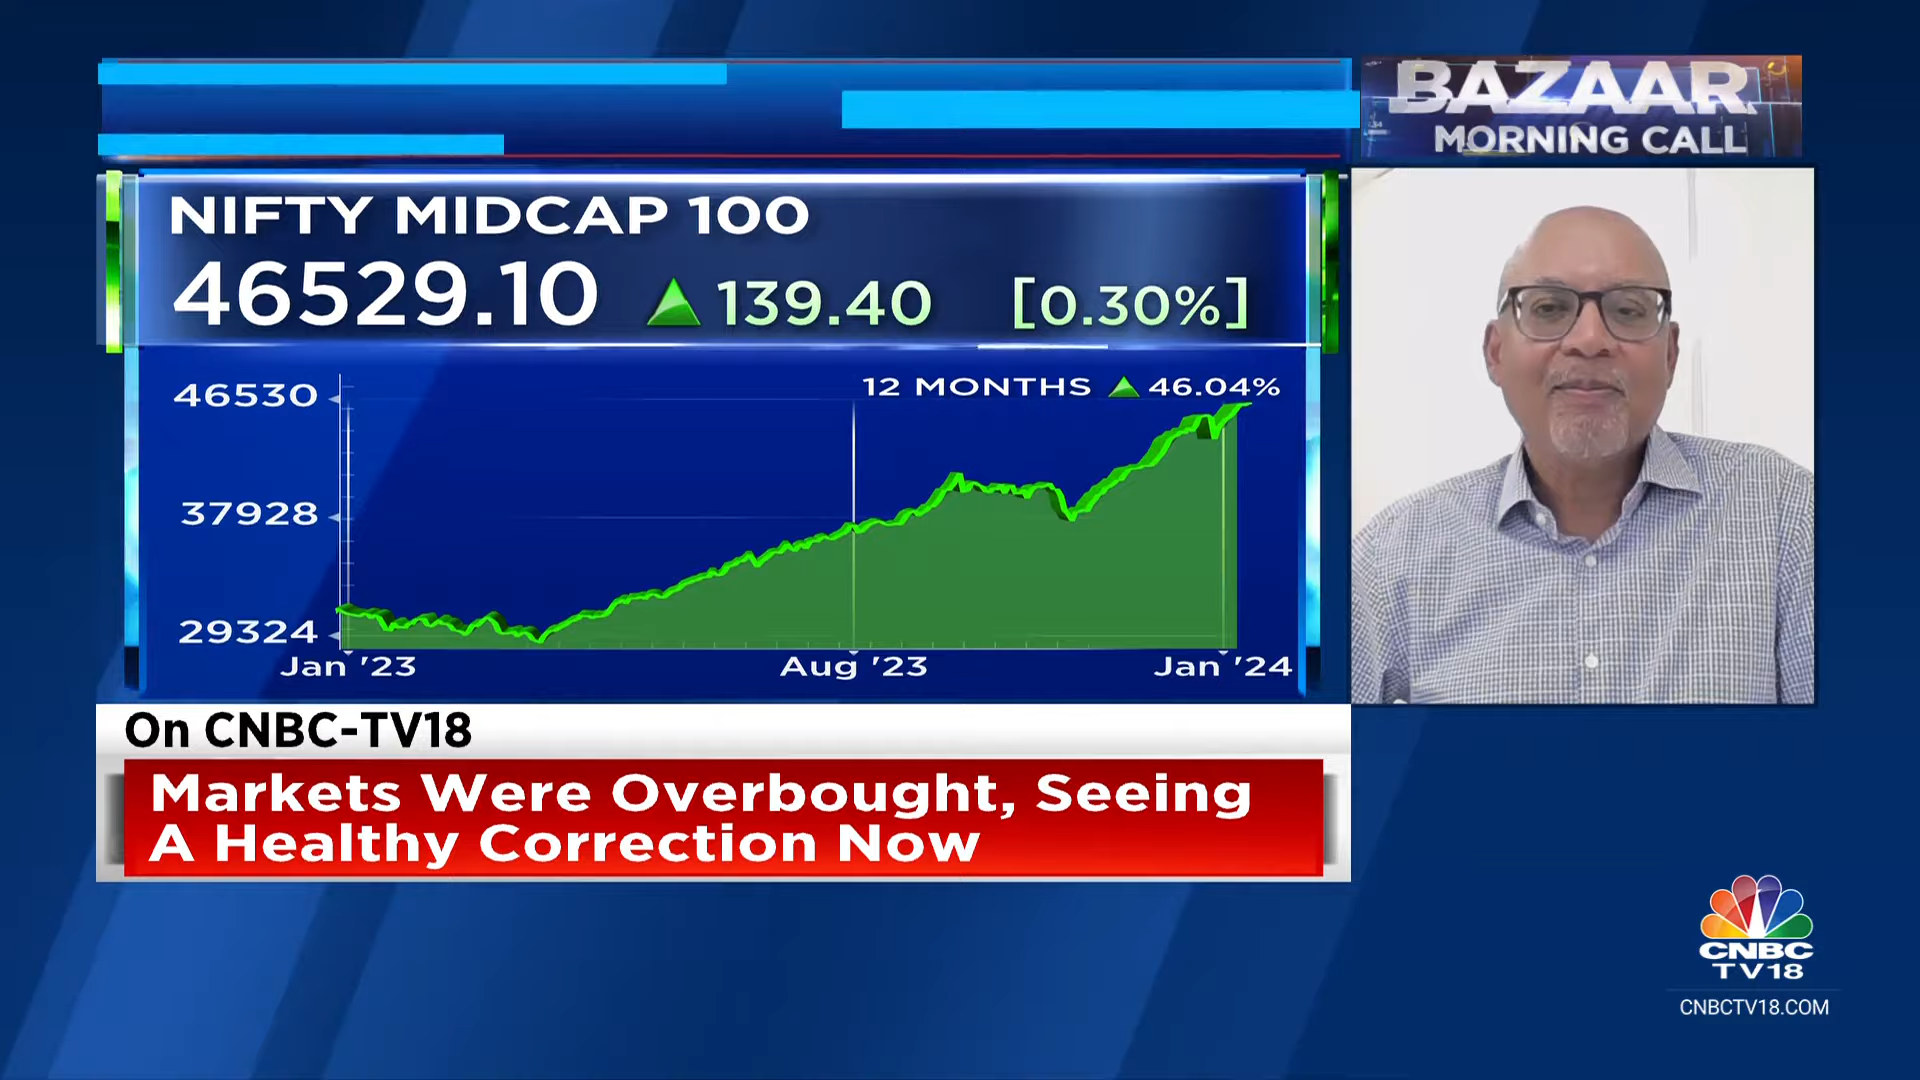 BAZAAR
MORNING CALL
NIFTY MIDCAP 100
46529.10 ▲ 139.40 [0.30%]
12 MONTHS ▲ 46.04%
46530
37928
29324
Jan '23 Aug '23 Jan '24
On CNBC-TV18
Markets Were Overbought, Seeing
A Healthy Correction Now
CNBC
TV18
CNBCTV18.COM